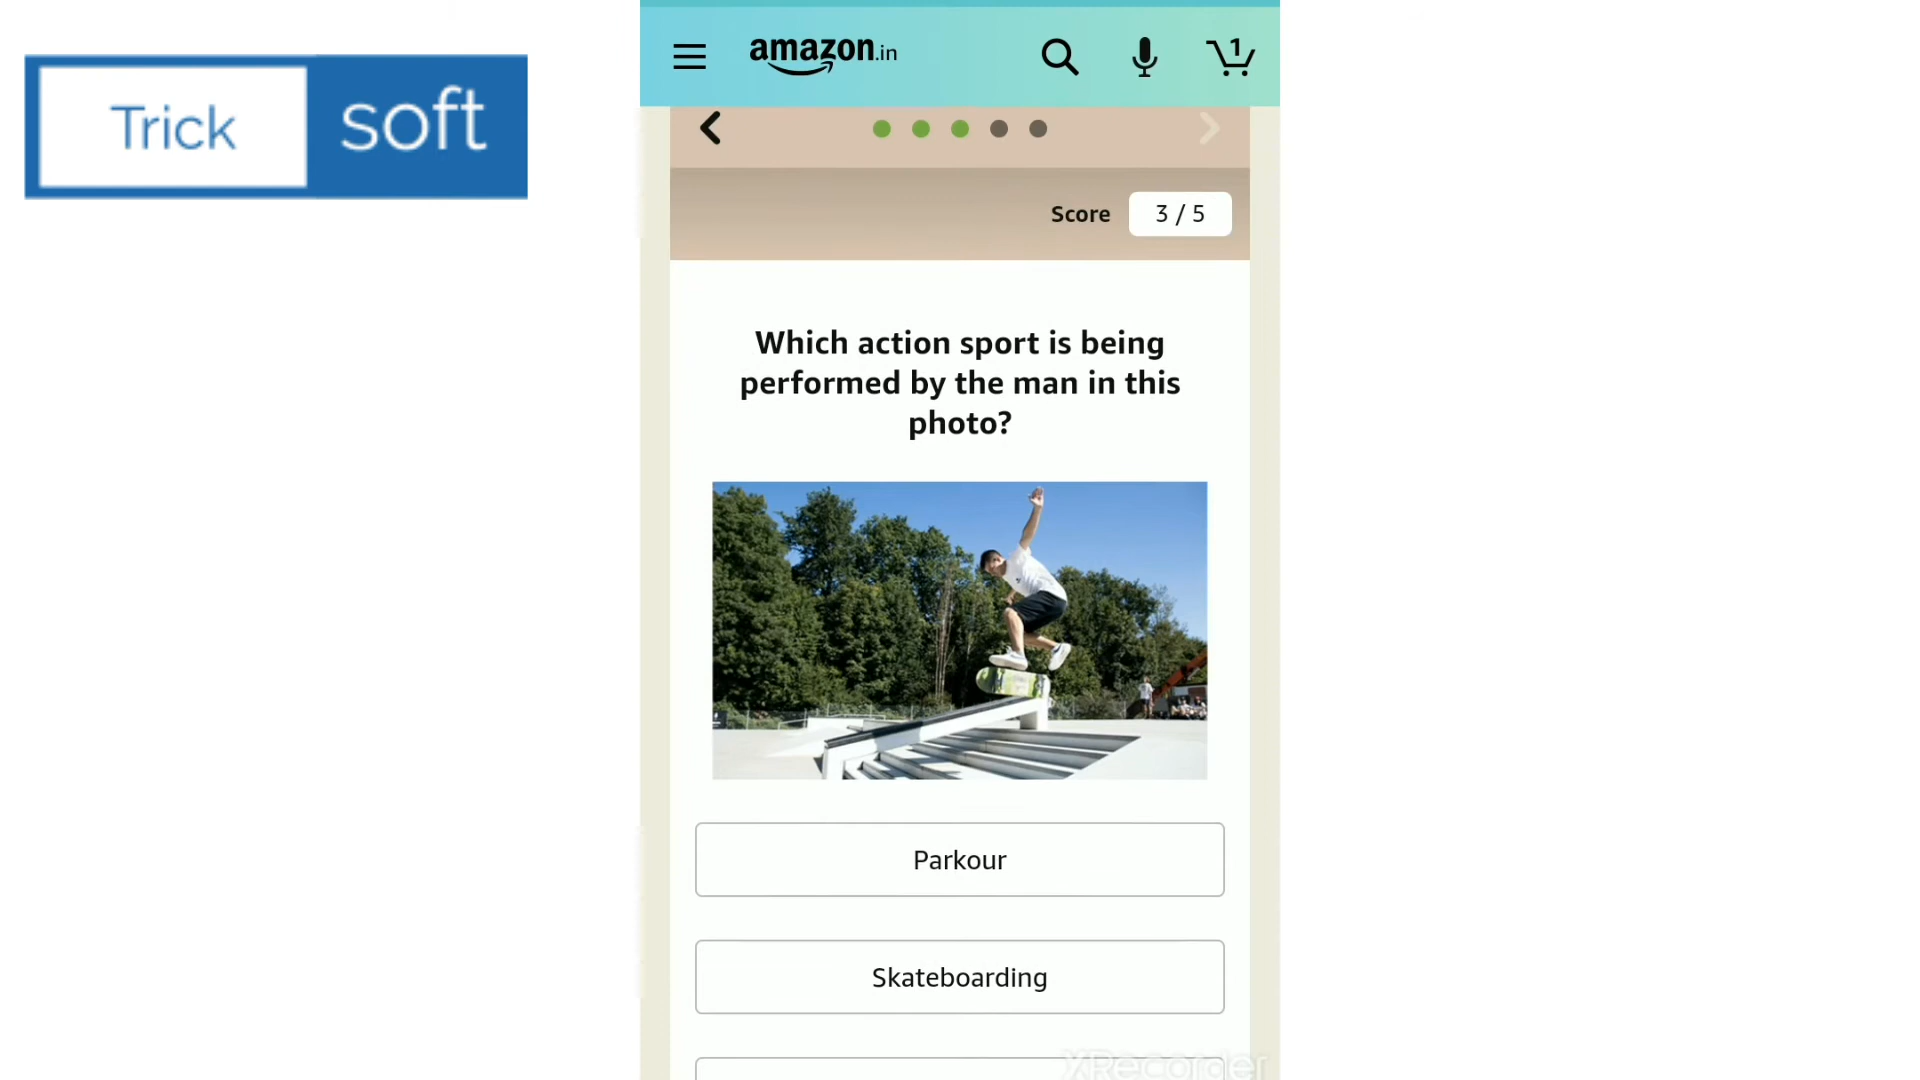 Trick soft
amazon.in
1
Score 3 / 5
Which action sport is being
performed by the man in this
photo?
Parkour
Skateboarding
XRecorder